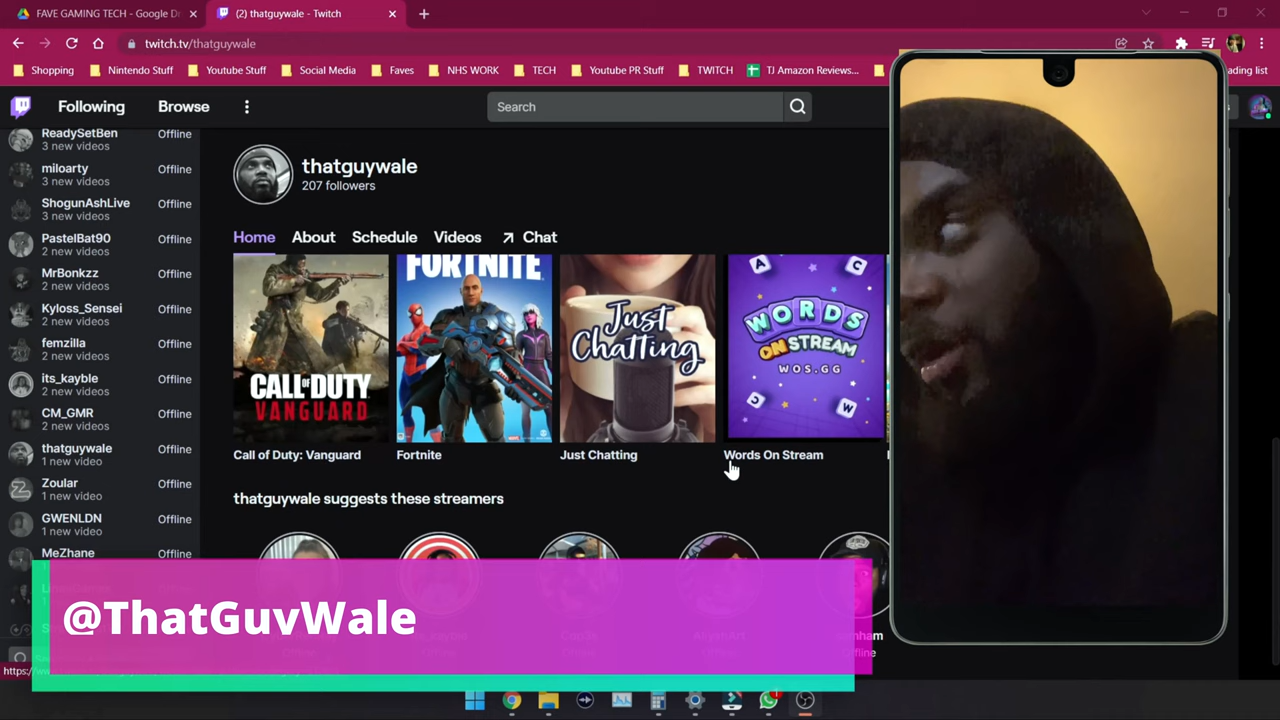 FAVE GAMING TECH - Google Dr
(2) thatguywale - Twitch
twitch.tv/thatguywale
Shopping
Nintendo Stuff
Youtube Stuff
Social Media
Faves
NHS WORK
TECH
Youtube PR Stuff
TWITCH
TJ Amazon Reviews...
ading list
Following
Browse
Search
ReadySetBen
Offline
3 new videos
miloarty
Offline
3 new videos
ShogunAshLive
Offline
3 new videos
PastelBat90
Offline
2 new videos
MrBonkzz
Offline
2 new videos
Kyloss_Sensei
Offline
2 new videos
femzilla
Offline
2 new videos
its_kayble
Offline
2 new videos
CM_GMR
Offline
2 new videos
thatguywale
Offline
1 new video
Zoular
Offline
1 new video
GWENLDN
Offline
1 new video
MeZhane
Offline
thatguywale
207 followers
Home
About
Schedule
Videos
Chat
CALL OF DUTY
VANGUARD
FORTNITE
Just
Chatting
A
C
WORDS
ON STREAM
WOS.GG
C
W
Call of Duty: Vanguard
Fortnite
Just Chatting
Words On Stream
thatguywale suggests these streamers
@ThatGuyWale
nham
Offline
https://w